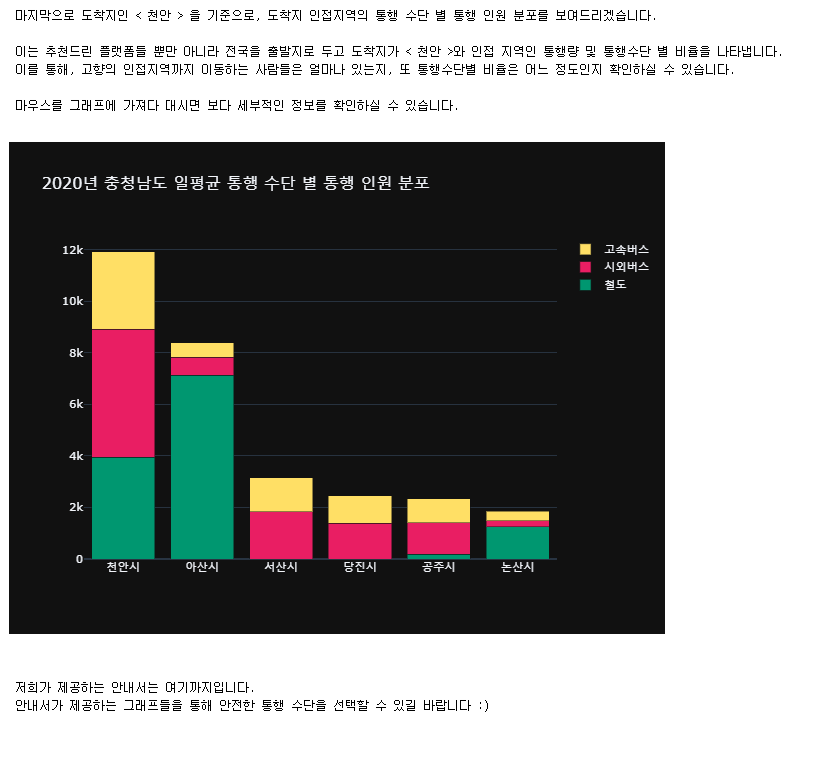 마지막으로 도착지인 < 천안 > 을 기준으로, 도착지 인접지역의 통행 수단 별 통행 인원 분포를 보여드리겠습니다.
이는 추천드린 플랫폼들 뿐만 아니라 전국을 출발지로 두고 도착지가 < 천안 >와 인접 지역인 통행량 및 통행수단 별 비율을 나타냅니다.
이를 통해, 고향의 인접지역까지 이동하는 사람들은 얼마나 있는지, 또 통행수단별 비율은 어느 정도인지 확인하실 수 있습니다.
마우스를 그래프에 가져다 대시면 보다 세부적인 정보를 확인하실 수 있습니다.
2020년 충청남도 일평균 통행 수단 별 통행 인원 분포
12k
10k
8k
6k
4k
2k
0
천안시 아산시 서산시 당진시 공주시 논산시
고속버스
시외버스
철도
저희가 제공하는 안내서는 여기까지입니다.
안내서가 제공하는 그래프들을 통해 안전한 통행 수단을 선택할 수 있길 바랍니다 :)